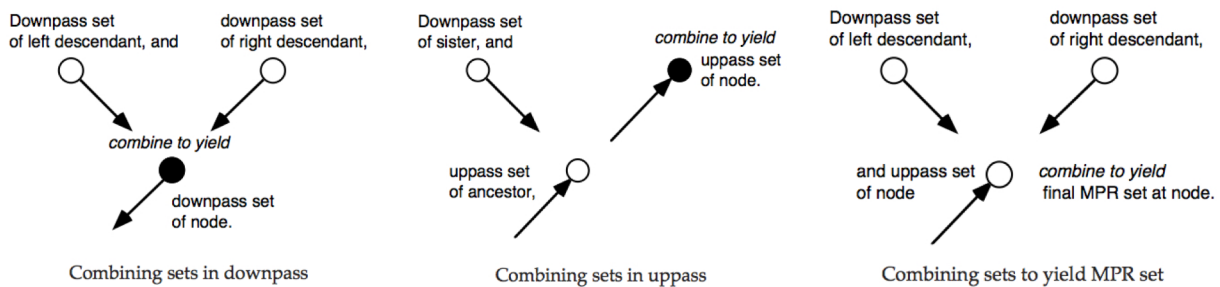 Downpass set
of left descendant, and
downpass set
of right descendant,
combine to yield
downpass set
of node.
Combining sets in downpass
Downpass set
of sister, and
combine to yield
uppass set
of node.
uppass set
of ancestor,
Combining sets in uppass
Downpass set
of left descendant,
downpass set
of right descendant,
and uppass set
of node
combine to yield
final MPR set at node.
Combining sets to yield MPR set